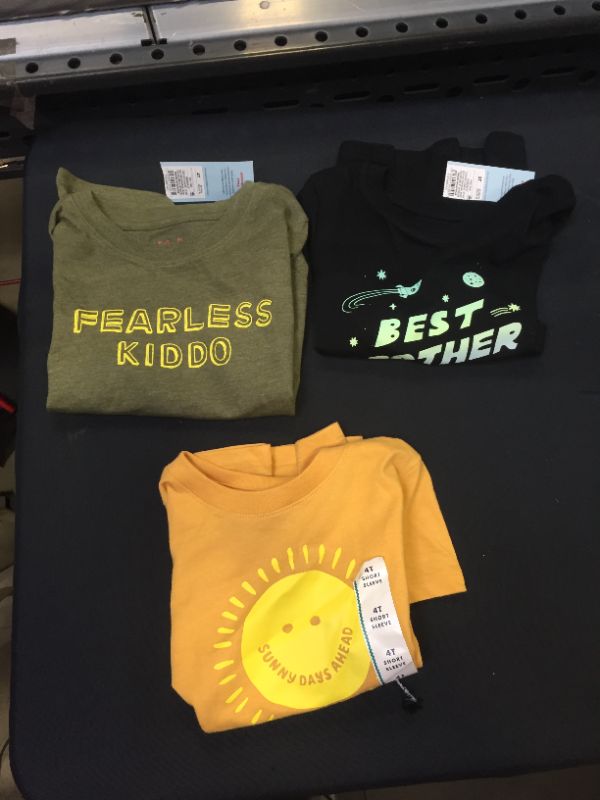 FEARLESS
KIDDO
BEST
SUNNY DAYS AHEAD
4T
SHORT
SLEEVE
4T
SHORT
SLEEVE
4T
SHORT
SLEEVE